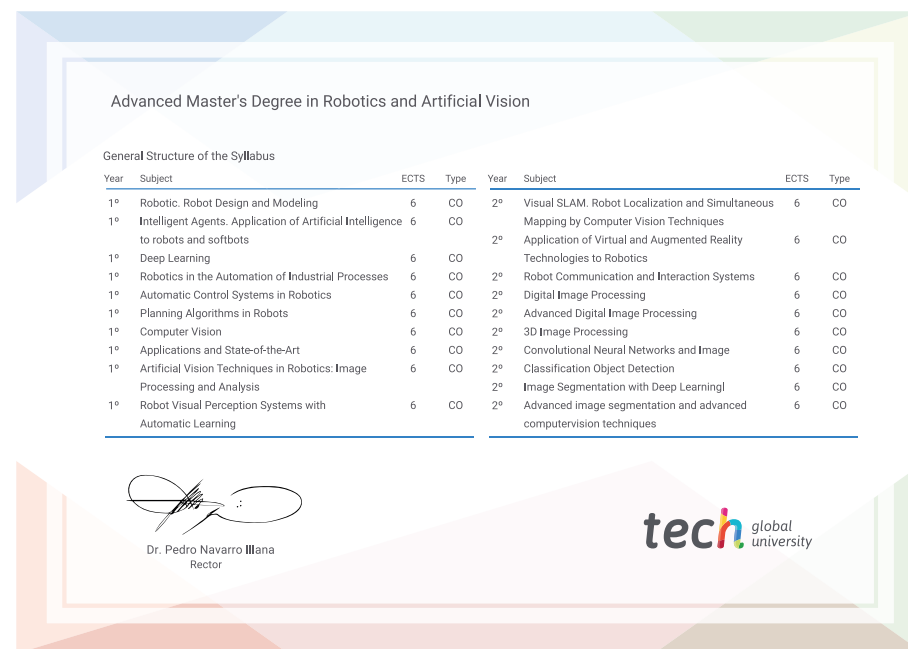 Advanced Master's Degree in Robotics and Artificial Vision
General Structure of the Syllabus
Year Subject ECTS Type
1º Robotic. Robot Design and Modeling 6 CO
1º Intelligent Agents. Application of Artificial Intelligence 6 CO
to robots and softbots
1º Deep Learning 6 CO
1º Robotics in the Automation of Industrial Processes 6 CO
1º Automatic Control Systems in Robotics 6 CO
1º Planning Algorithms in Robots 6 CO
1º Computer Vision 6 CO
1º Applications and State-of-the-Art 6 CO
1º Artificial Vision Techniques in Robotics: Image 6 CO
Processing and Analysis
1º Robot Visual Perception Systems with 6 CO
Automatic Learning
Year Subject ECTS Type
2º Visual SLAM. Robot Localization and Simultaneous 6 CO
Mapping by Computer Vision Techniques
2º Application of Virtual and Augmented Reality 6 CO
Technologies to Robotics
2º Robot Communication and Interaction Systems 6 CO
2º Digital Image Processing 6 CO
2º Advanced Digital Image Processing 6 CO
2º 3D Image Processing 6 CO
2º Convolutional Neural Networks and Image 6 CO
2º Classification Object Detection 6 CO
2º Image Segmentation with Deep Learningl 6 CO
2º Advanced image segmentation and advanced 6 CO
computervision techniques
Dr. Pedro Navarro Illana
Rector
tech global
university